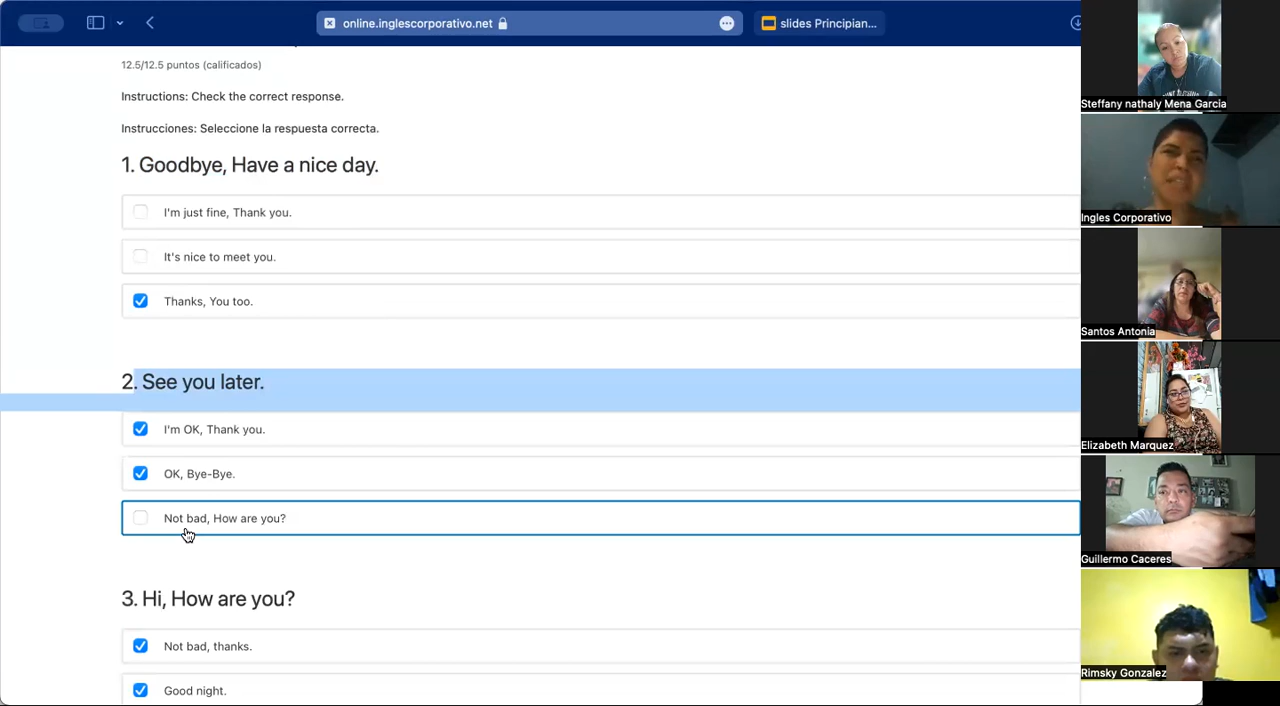 online.inglescorporativo.net
slides Principian...
12.5/12.5 puntos (calificados)
Instructions: Check the correct response.
Instrucciones: Seleccione la respuesta correcta.
1. Goodbye, Have a nice day.
I'm just fine, Thank you.
It's nice to meet you.
Thanks, You too.
2. See you later.
I'm OK, Thank you.
OK, Bye-Bye.
Not bad, How are you?
3. Hi, How are you?
Not bad, thanks.
Good night.
Steffany nathaly Mena Garcia
Ingles Corporativo
Santos Antonia
Elizabeth Marquez
Guillermo Caceres
Rimsky Gonzalez